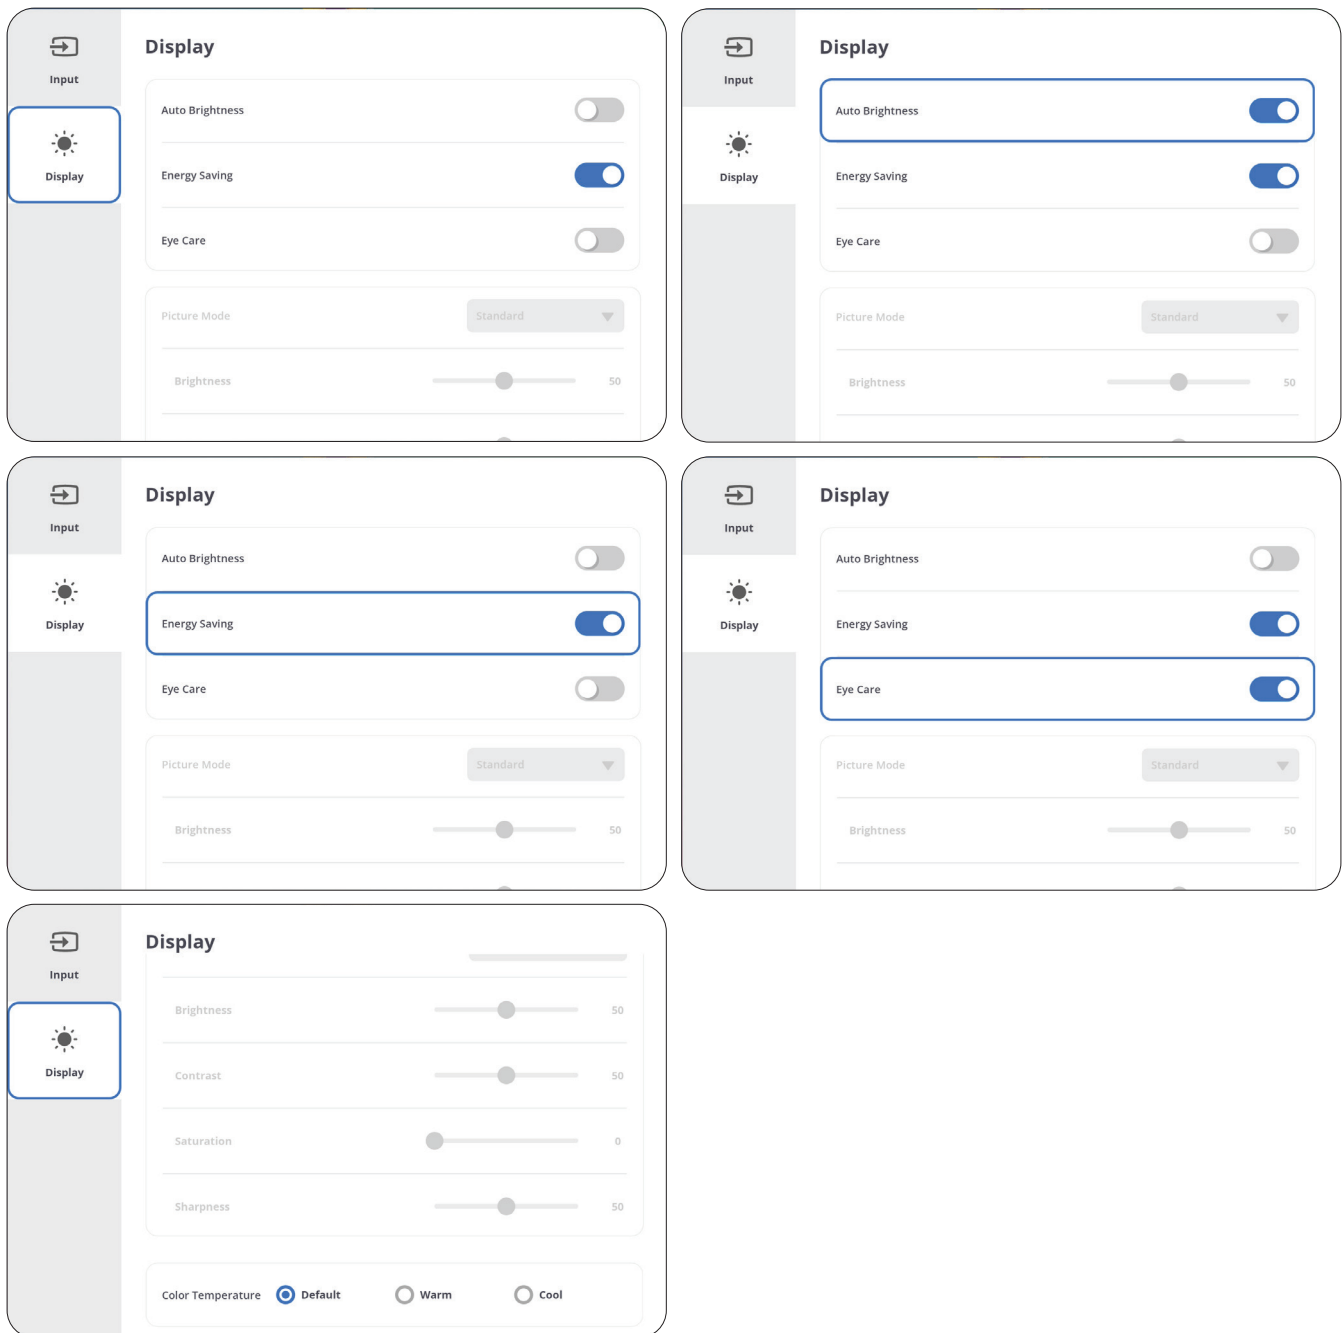 Input
Display
Display
Auto Brightness
Energy Saving
Eye Care
Picture Mode Standard
Brightness 50
Input
Display
Display
Auto Brightness
Energy Saving
Eye Care
Picture Mode Standard
Brightness 50
Input
Display
Display
Auto Brightness
Energy Saving
Eye Care
Picture Mode Standard
Brightness 50
Input
Display
Display
Auto Brightness
Energy Saving
Eye Care
Picture Mode Standard
Brightness 50
Input
Display
Display
Brightness 50
Contrast 50
Saturation 0
Sharpness 50
Color Temperature Default Warm Cool